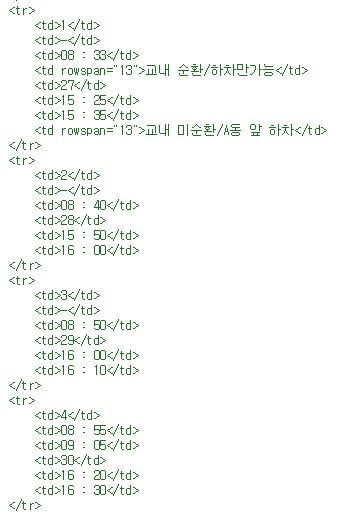 <tr>
<td>1</td>
<td>-</td>
<td>08 : 33</td>
<td rowspan="13">교내 순환/하차만가능</td>
<td>27</td>
<td>15 : 25</td>
<td>15 : 35</td>
<td rowspan="13">교내 미순환/A동 앞 하차</td>
</tr>
<tr>
<td>2</td>
<td>-</td>
<td>08 : 40</td>
<td>28</td>
<td>15 : 50</td>
<td>16 : 00</td>
</tr>
<tr>
<td>3</td>
<td>-</td>
<td>08 : 50</td>
<td>29</td>
<td>16 : 00</td>
<td>16 : 10</td>
</tr>
<tr>
<td>4</td>
<td>08 : 55</td>
<td>09 : 05</td>
<td>30</td>
<td>16 : 20</td>
<td>16 : 30</td>
</tr>